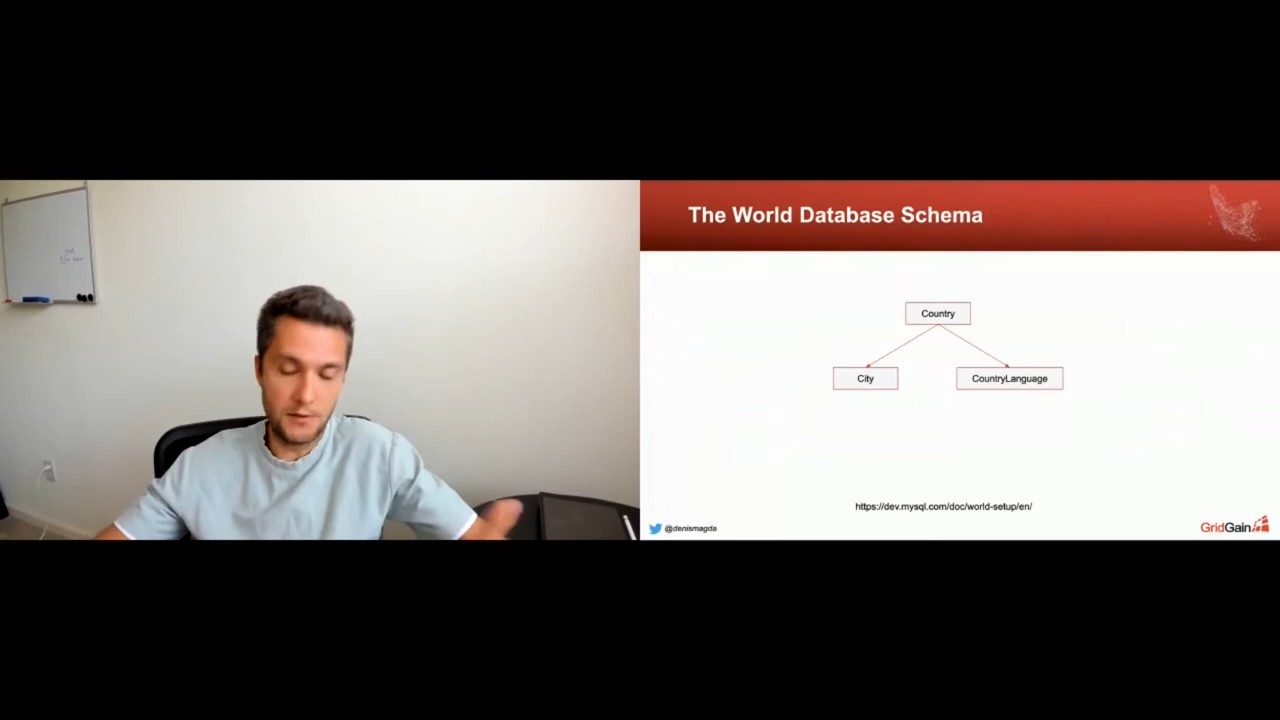 The World Database Schema
Country
City
CountryLanguage
https://dev.mysql.com/doc/world-setup/en/
@denismagda
GridGain